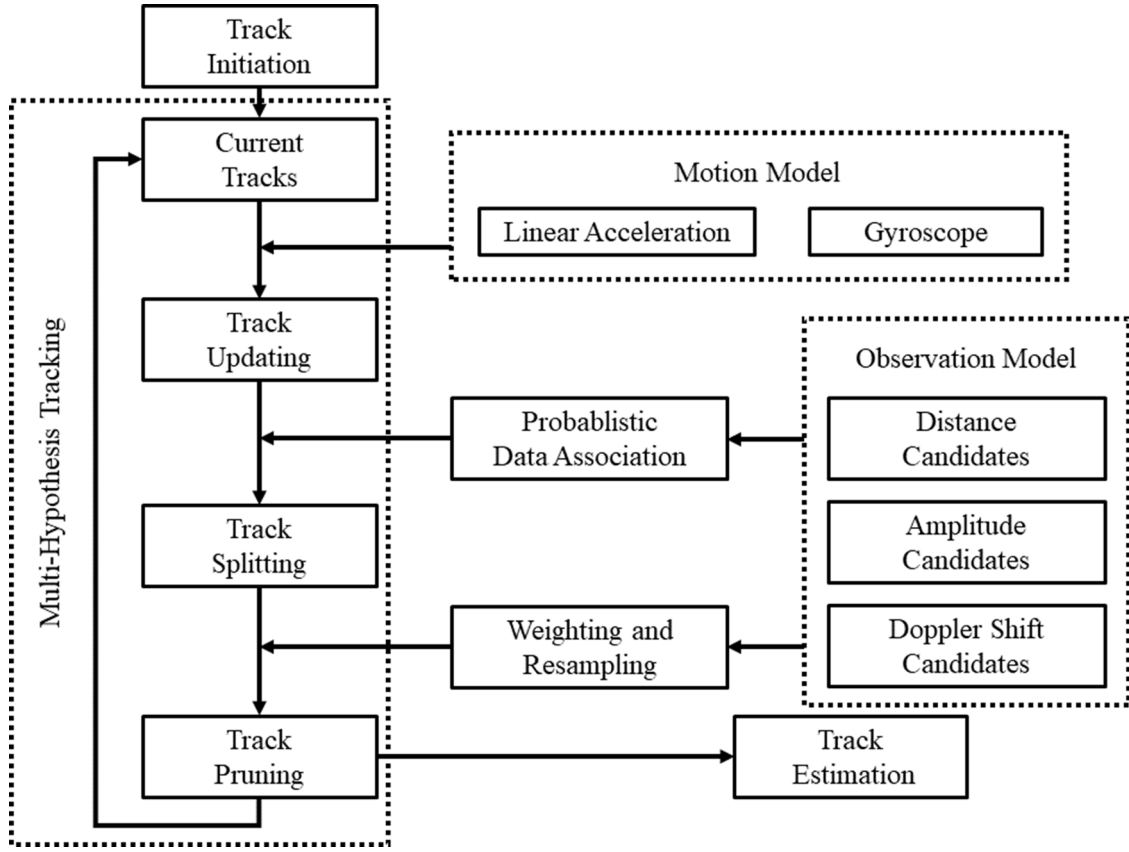 Track
Initiation
Current
Tracks
Motion Model
Linear Acceleration
Gyroscope
Track
Updating
Observation Model
Probablistic
Data Association
Distance
Candidates
Multi-Hypothesis Tracking
Track
Splitting
Amplitude
Candidates
Weighting and
Resampling
Doppler Shift
Candidates
Track
Pruning
Track
Estimation